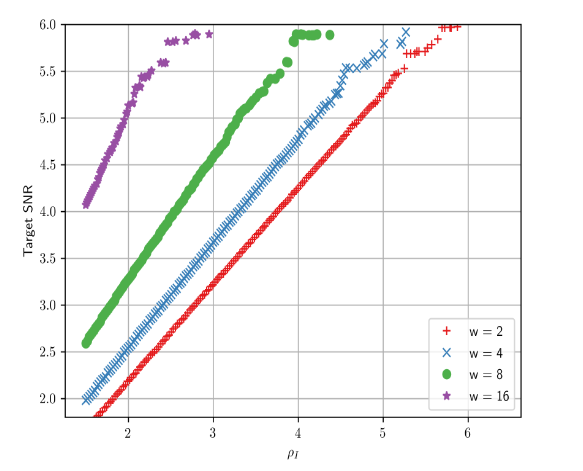 6.0
5.5
5.0
4.5
4.0
3.5
3.0
2.5
2.0
Target SNR
2 3 4 5 6
ρI
w = 2
w = 4
w = 8
w = 16